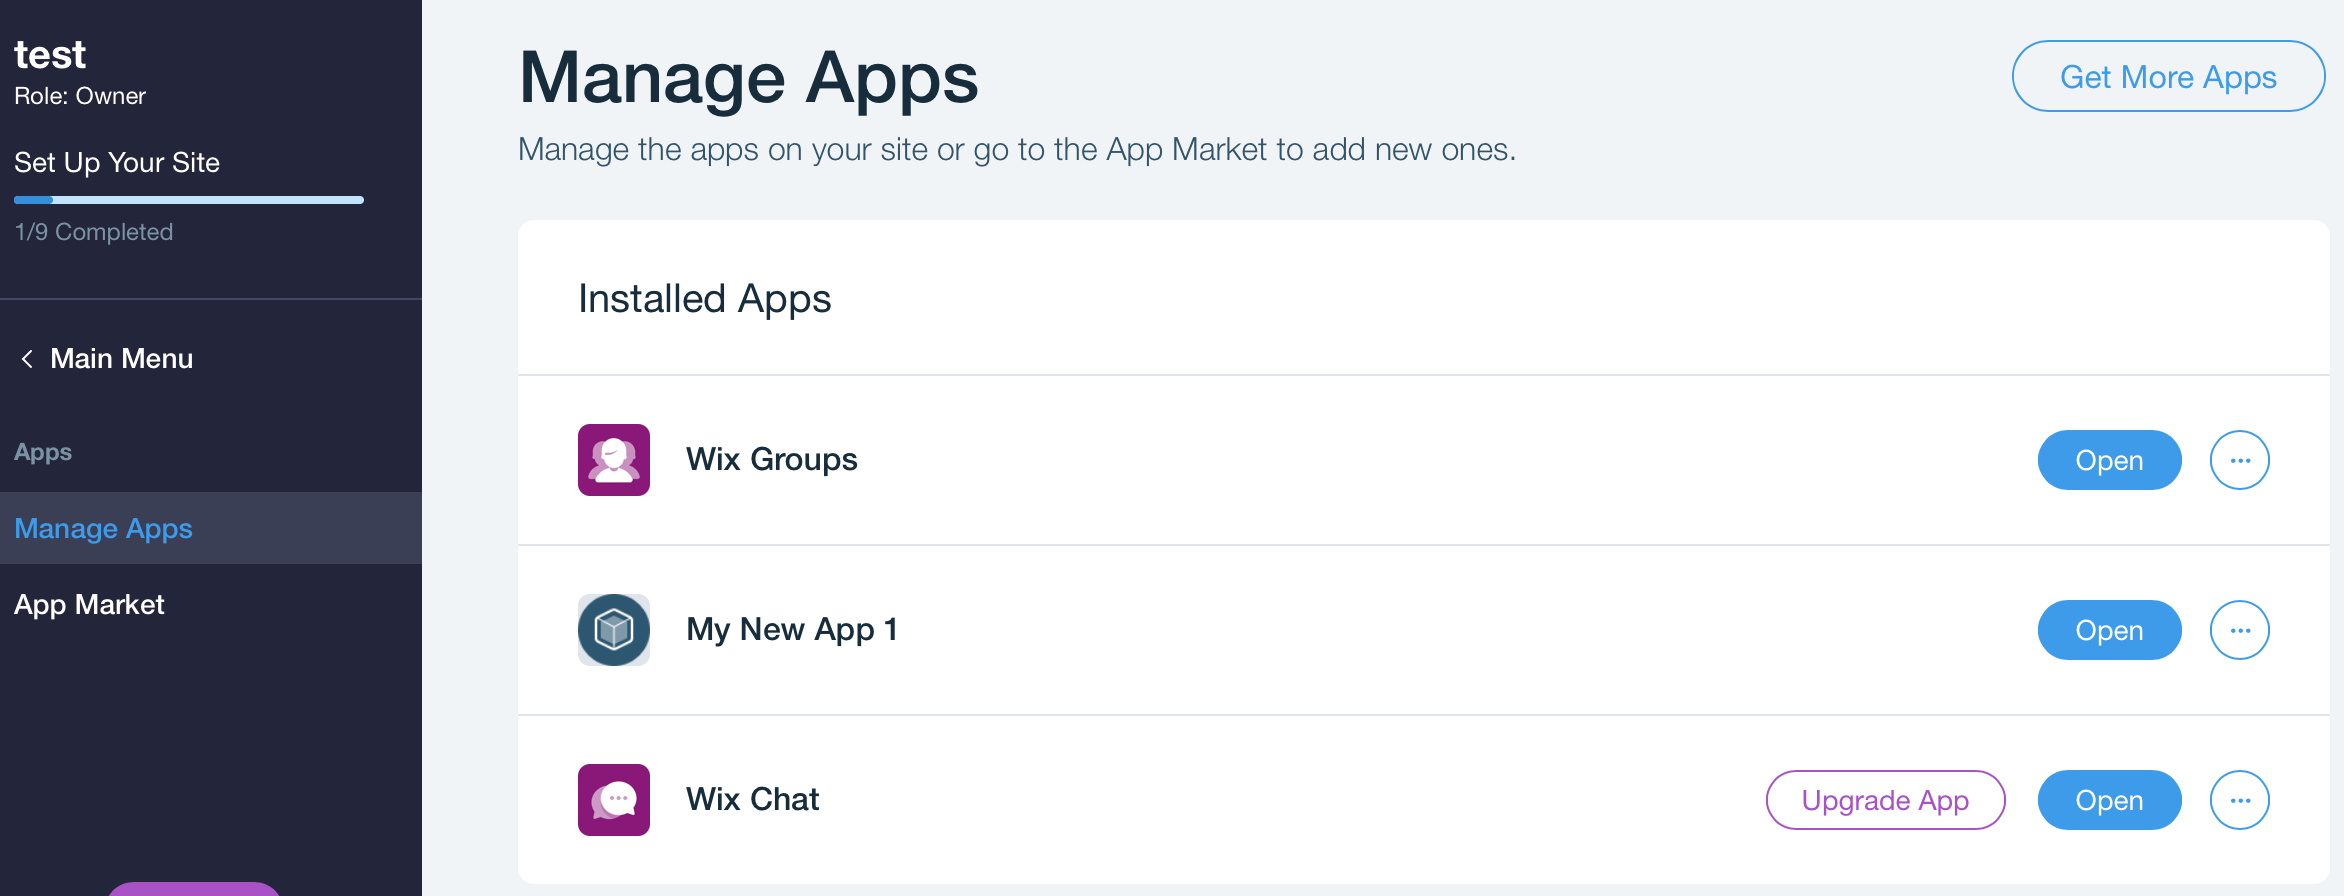 test
Role: Owner
Set Up Your Site
1/9 Completed
Main Menu
Apps
Manage Apps
App Market
Manage Apps
Get More Apps
Manage the apps on your site or go to the App Market to add new ones.
Installed Apps
Wix Groups
Open
My New App 1
Open
Wix Chat
Upgrade App
Open